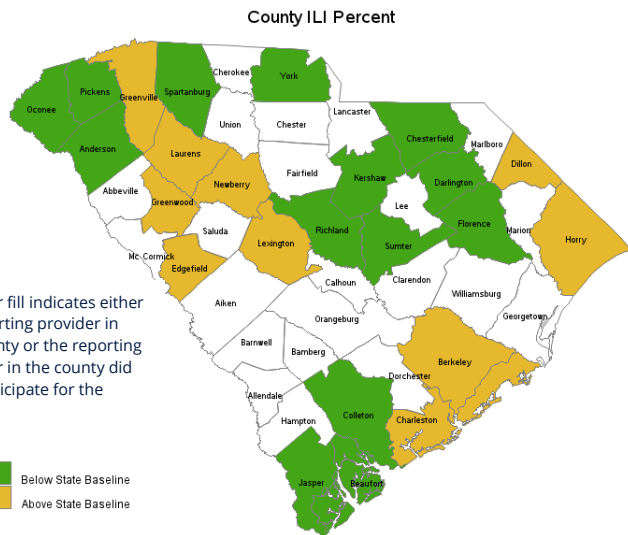 County ILI Percent
Cherokee
York
Pickens
Spartanburg
Greenville
Oconee
Lancaster
Union
Chester
Chesterfield
Anderson
Marlboro
Laurens
Dillon
Fairfield
Kershaw
Darlington
Newberry
Abbeville
Greenwood
Lee
Florence
Saluda
Richland
Marion
Lexington
Sumter
Horry
Mc Cormick
Edgefield
Clarendon
Calhoun
Williamsburg
Aiken
Georgetown
Orangeburg
Barnwell
Bamberg
Berkeley
Dorchester
Allendale
Colleton
Charleston
Hampton
Jasper
Beaufort
r fill indicates either
rting provider in
nty or the reporting
r in the county did
icipate for the
Below State Baseline
Above State Baseline